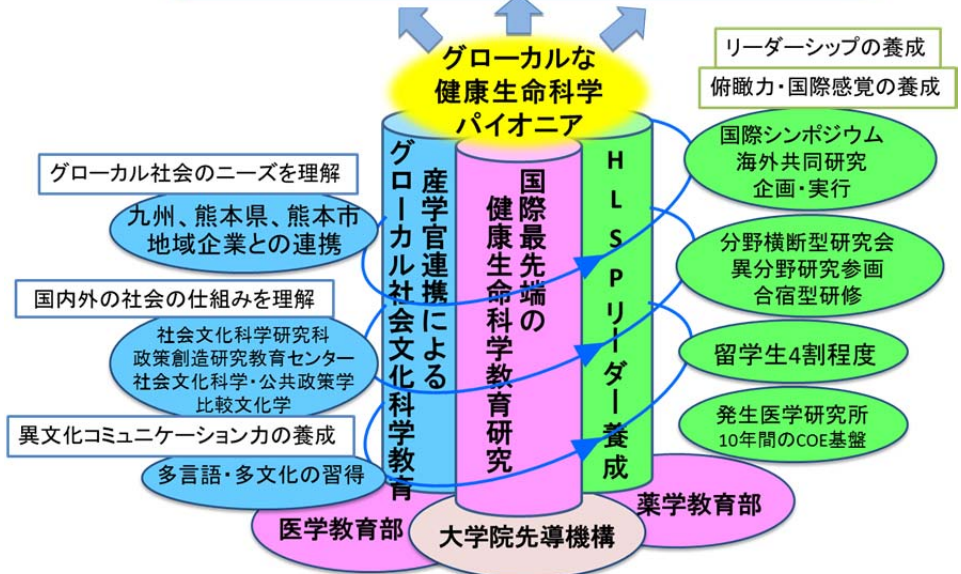 グローカルな
健康生命科学
パイオニア
リーダーシップの養成
俯瞰力・国際感覚の養成
グローカル社会のニーズを理解
九州、熊本県、熊本市
地域企業との連携
国内外の社会の仕組みを理解
社会文化科学研究科
政策創造研究教育センター
社会文化科学・公共政策学
比較文化学
異文化コミュニケーション力の養成
多言語・多文化の習得
産学官連携による
グローカル社会文化科学教育
国際最先端の
健康生命科学教育研究
HLSPリーダー養成
国際シンポジウム
海外共同研究
企画・実行
分野横断型研究会
異分野研究参画
合宿型研修
留学生4割程度
発生医学研究所
10年間のCOE基盤
医学教育部
大学院先導機構
薬学教育部